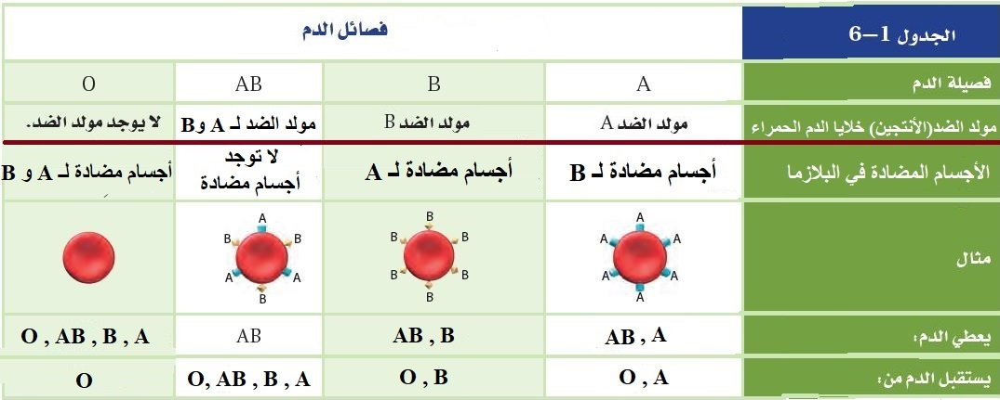 الجدول 1–6
فصائل الدم
فصيلة الدم
A
B
AB
O
مولد الضد(الأنتجين) خلايا الدم الحمراء
مولد الضد A
مولد الضد B
مولد الضد لـ A وB
لا يوجد مولد الضد.
الأجسام المضادة في البلازما
أجسام مضادة لـ B
أجسام مضادة لـ A
لا توجد
أجسام مضادة
أجسام مضادة لـ A و B
مثال
A
A
A
A
A
A
B
B
B
B
B
B
A
B
B
A
A
B
يعطي الدم:
AB , A
AB , B
AB
O , AB , B , A
يستقبل الدم من:
O , A
O , B
O, AB , B , A
O